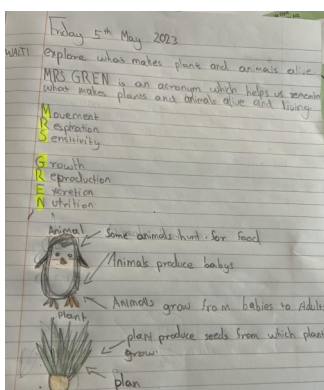 Friday 5th May 2023
WALT: explore what makes plant and animals alive
MRS GREN is an acronym which helps us
what makes plants and animals alive and living.
Movement
Respiration
Sensitivity
Growth
Reproduction
Excretion
Nutrition
Animal
Some animals hunt for food
Animals produce babys
Animals grow from babies to Adult
Plant
plant produce seeds from which plant
grow.
plan